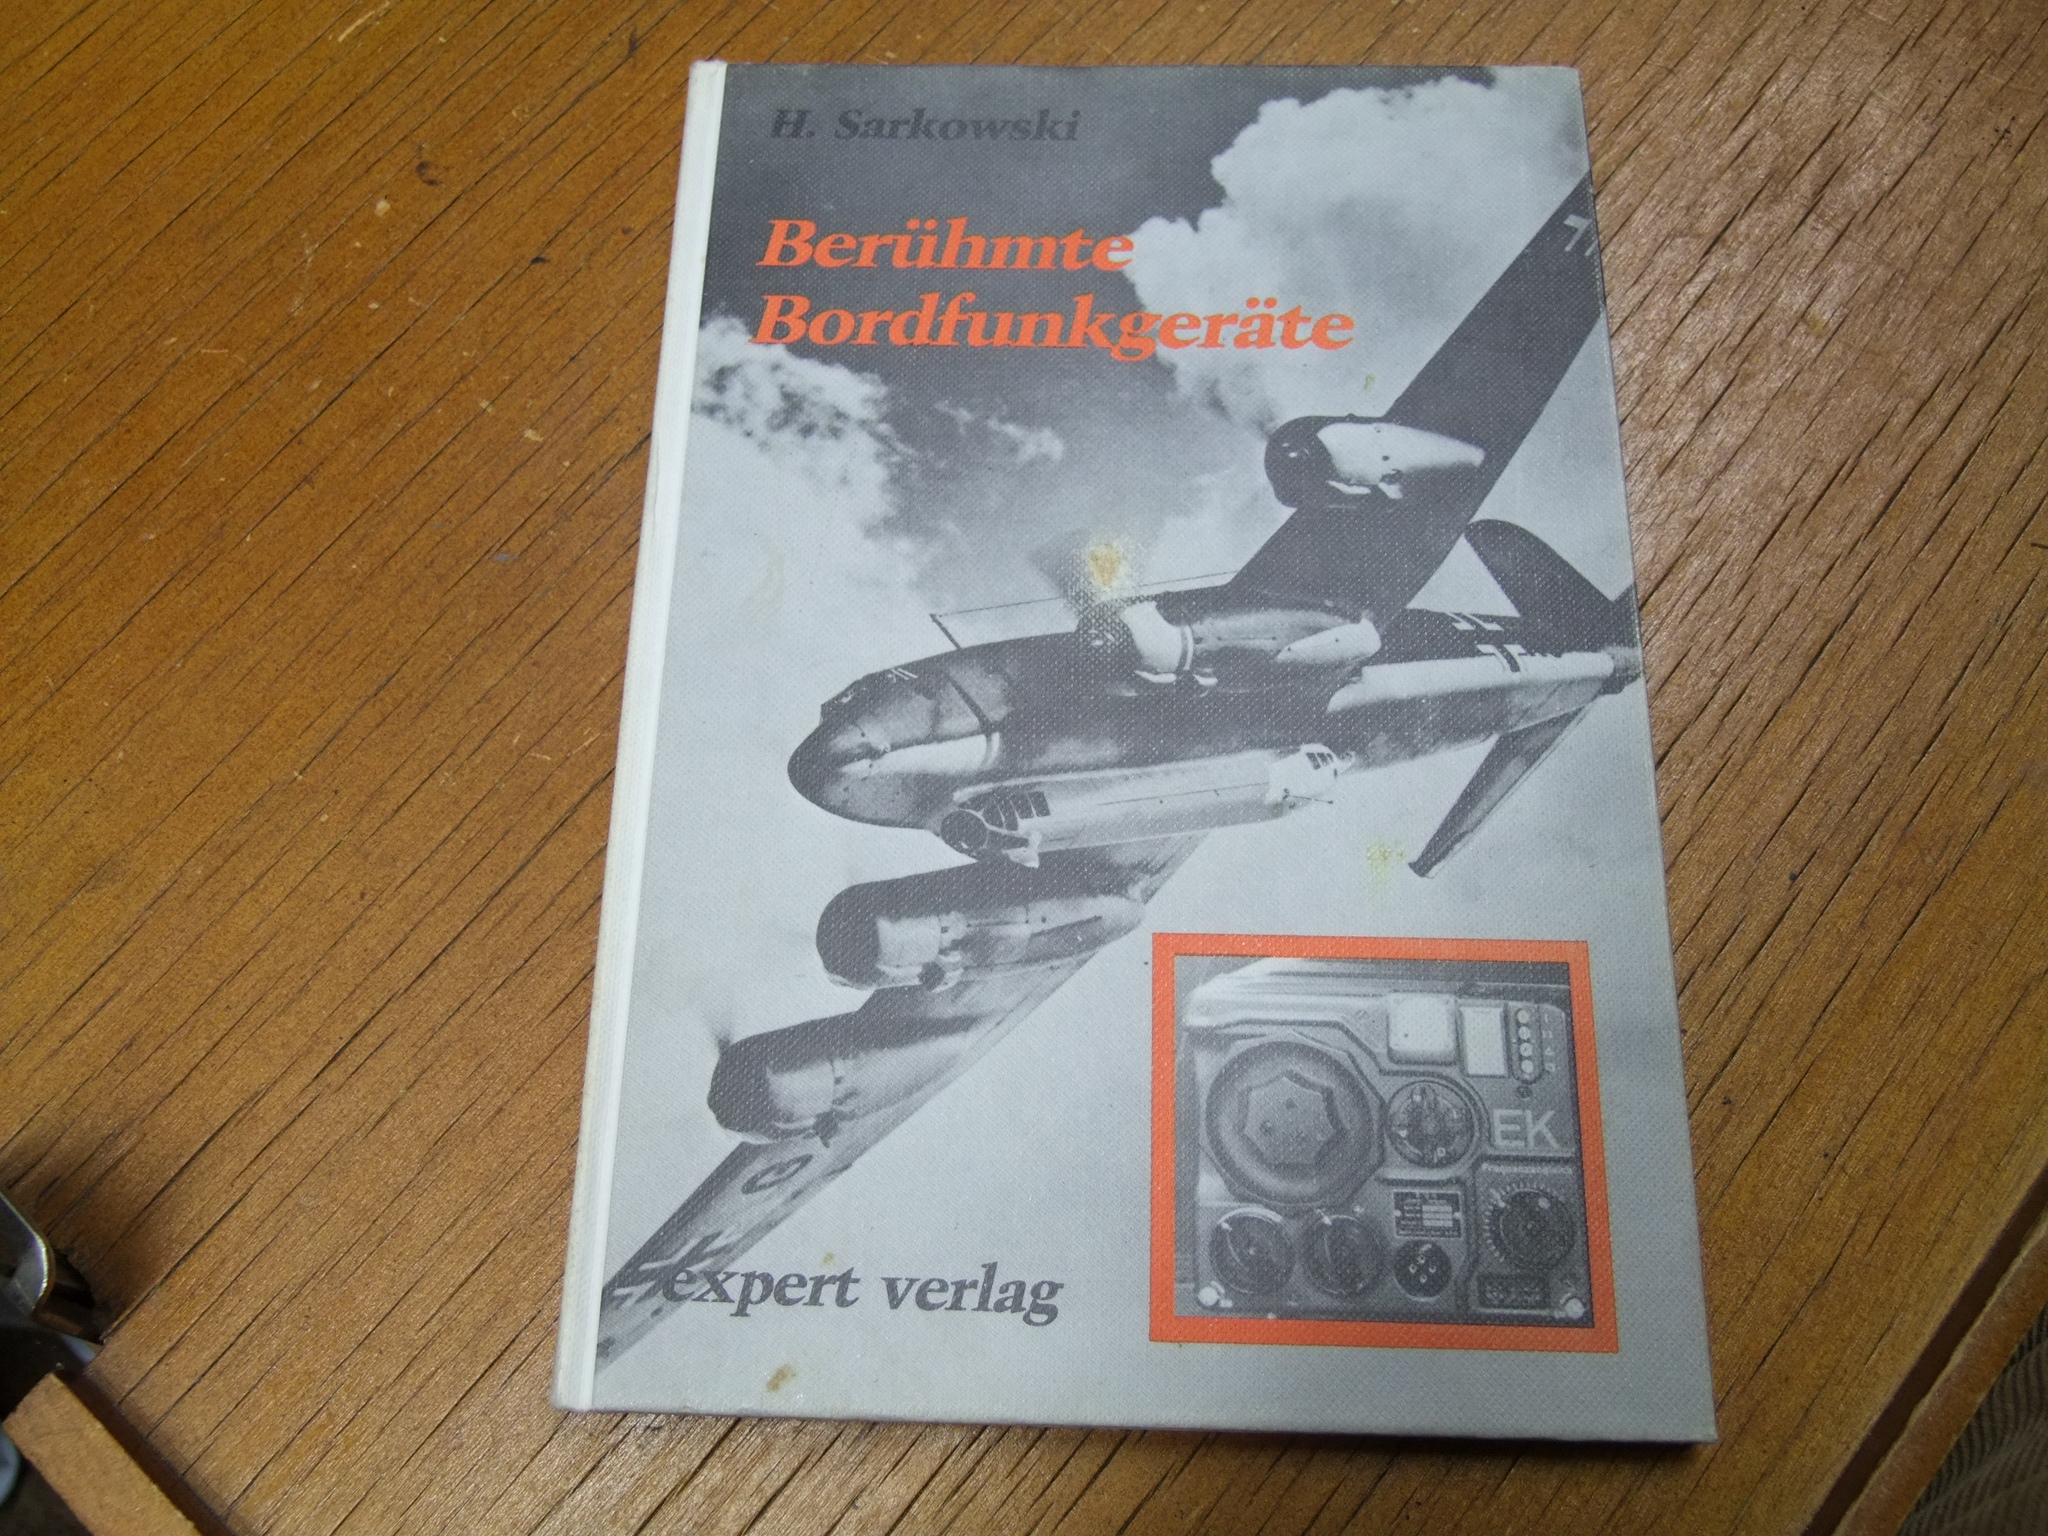 H. Sarkowski
Berühmte
Bordfunkgeräte
EK
expert verlag